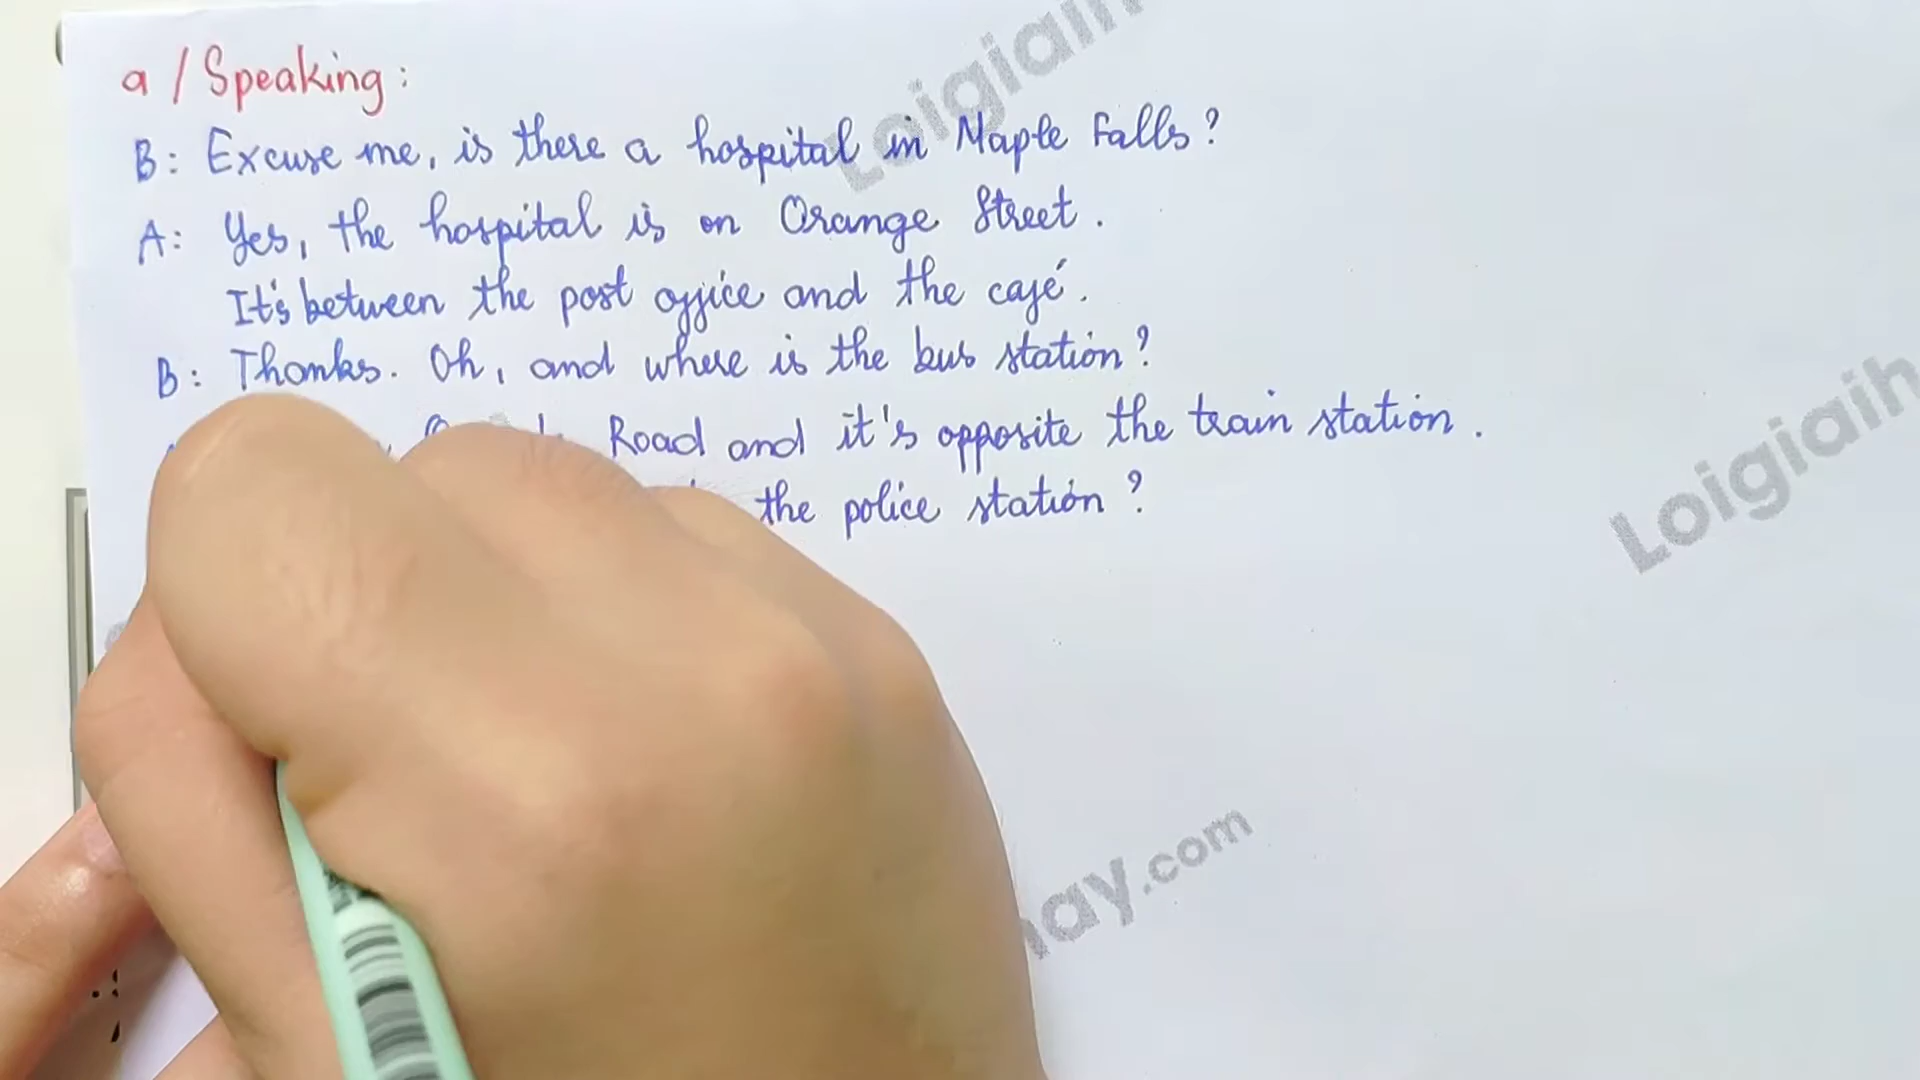 a / Speaking:
B: Excuse me, is there a hospital in Maple Falls?
A: Yes, the hospital is on Orange Street.
It's between the post office and the café.
B: Thanks. Oh, and where is the bus station?
Road and it's opposite the train station.
the police station?
Loigiaih
Loigiaih
hay.com